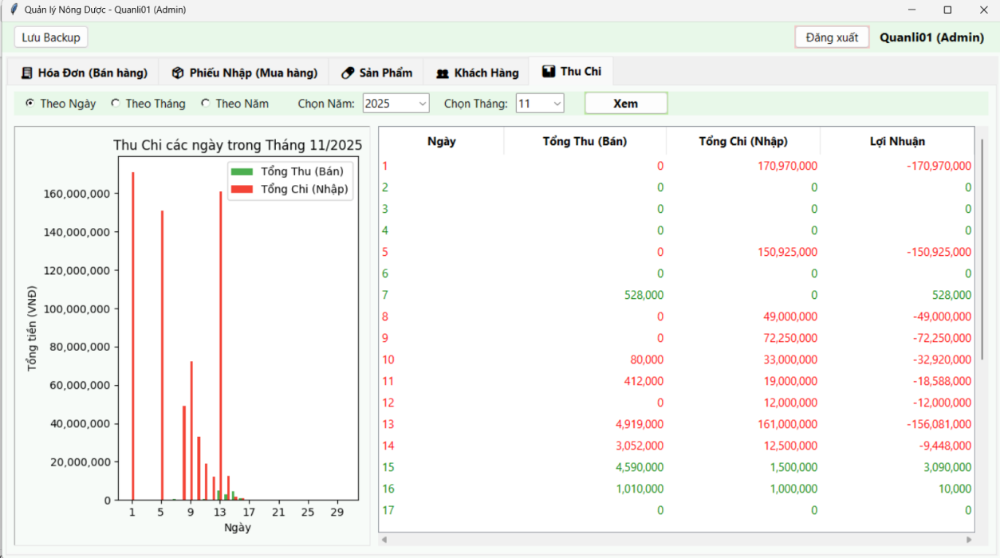 Quản lý Nông Dược - Quanli01 (Admin)
Lưu Backup
Đăng xuất Quanli01 (Admin)
Hóa Đơn (Bán hàng) Phiếu Nhập (Mua hàng) Sản Phẩm Khách Hàng Thu Chi
Theo Ngày Theo Tháng Theo Năm Chọn Năm: 2025 Chọn Tháng: 11 Xem
Thu Chi các ngày trong Tháng 11/2025
Tổng Thu (Bán)
Tổng Chi (Nhập)
Tổng tiền (VNĐ)
160,000,000
140,000,000
120,000,000
100,000,000
80,000,000
60,000,000
40,000,000
20,000,000
0
1 5 9 13 17 21 25 29
Ngày
Ngày Tổng Thu (Bán) Tổng Chi (Nhập) Lợi Nhuận
1 0 170,970,000 -170,970,000
2 0 0 0
3 0 0 0
4 0 0 0
5 0 150,925,000 -150,925,000
6 0 0 0
7 528,000 0 528,000
8 0 49,000,000 -49,000,000
9 0 72,250,000 -72,250,000
10 80,000 33,000,000 -32,920,000
11 412,000 19,000,000 -18,588,000
12 0 12,000,000 -12,000,000
13 4,919,000 161,000,000 -156,081,000
14 3,052,000 12,500,000 -9,448,000
15 4,590,000 1,500,000 3,090,000
16 1,010,000 1,000,000 10,000
17 0 0 0